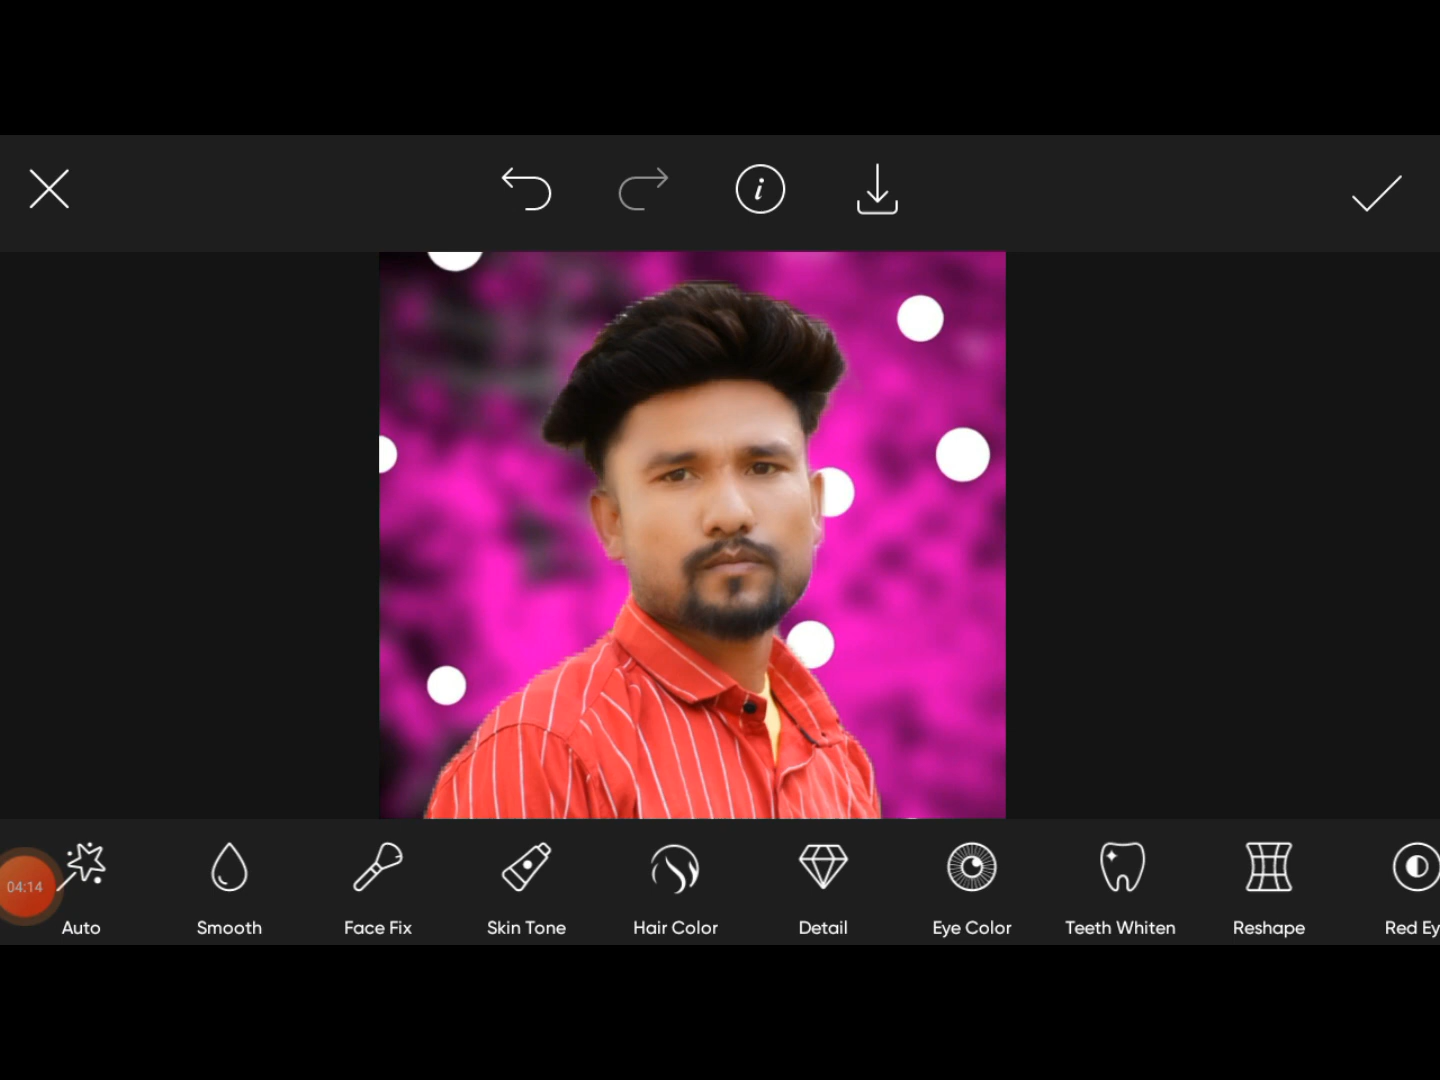 04:14
Auto
Smooth
Face Fix
Skin Tone
Hair Color
Detail
Eye Color
Teeth Whiten
Reshape
Red Ey